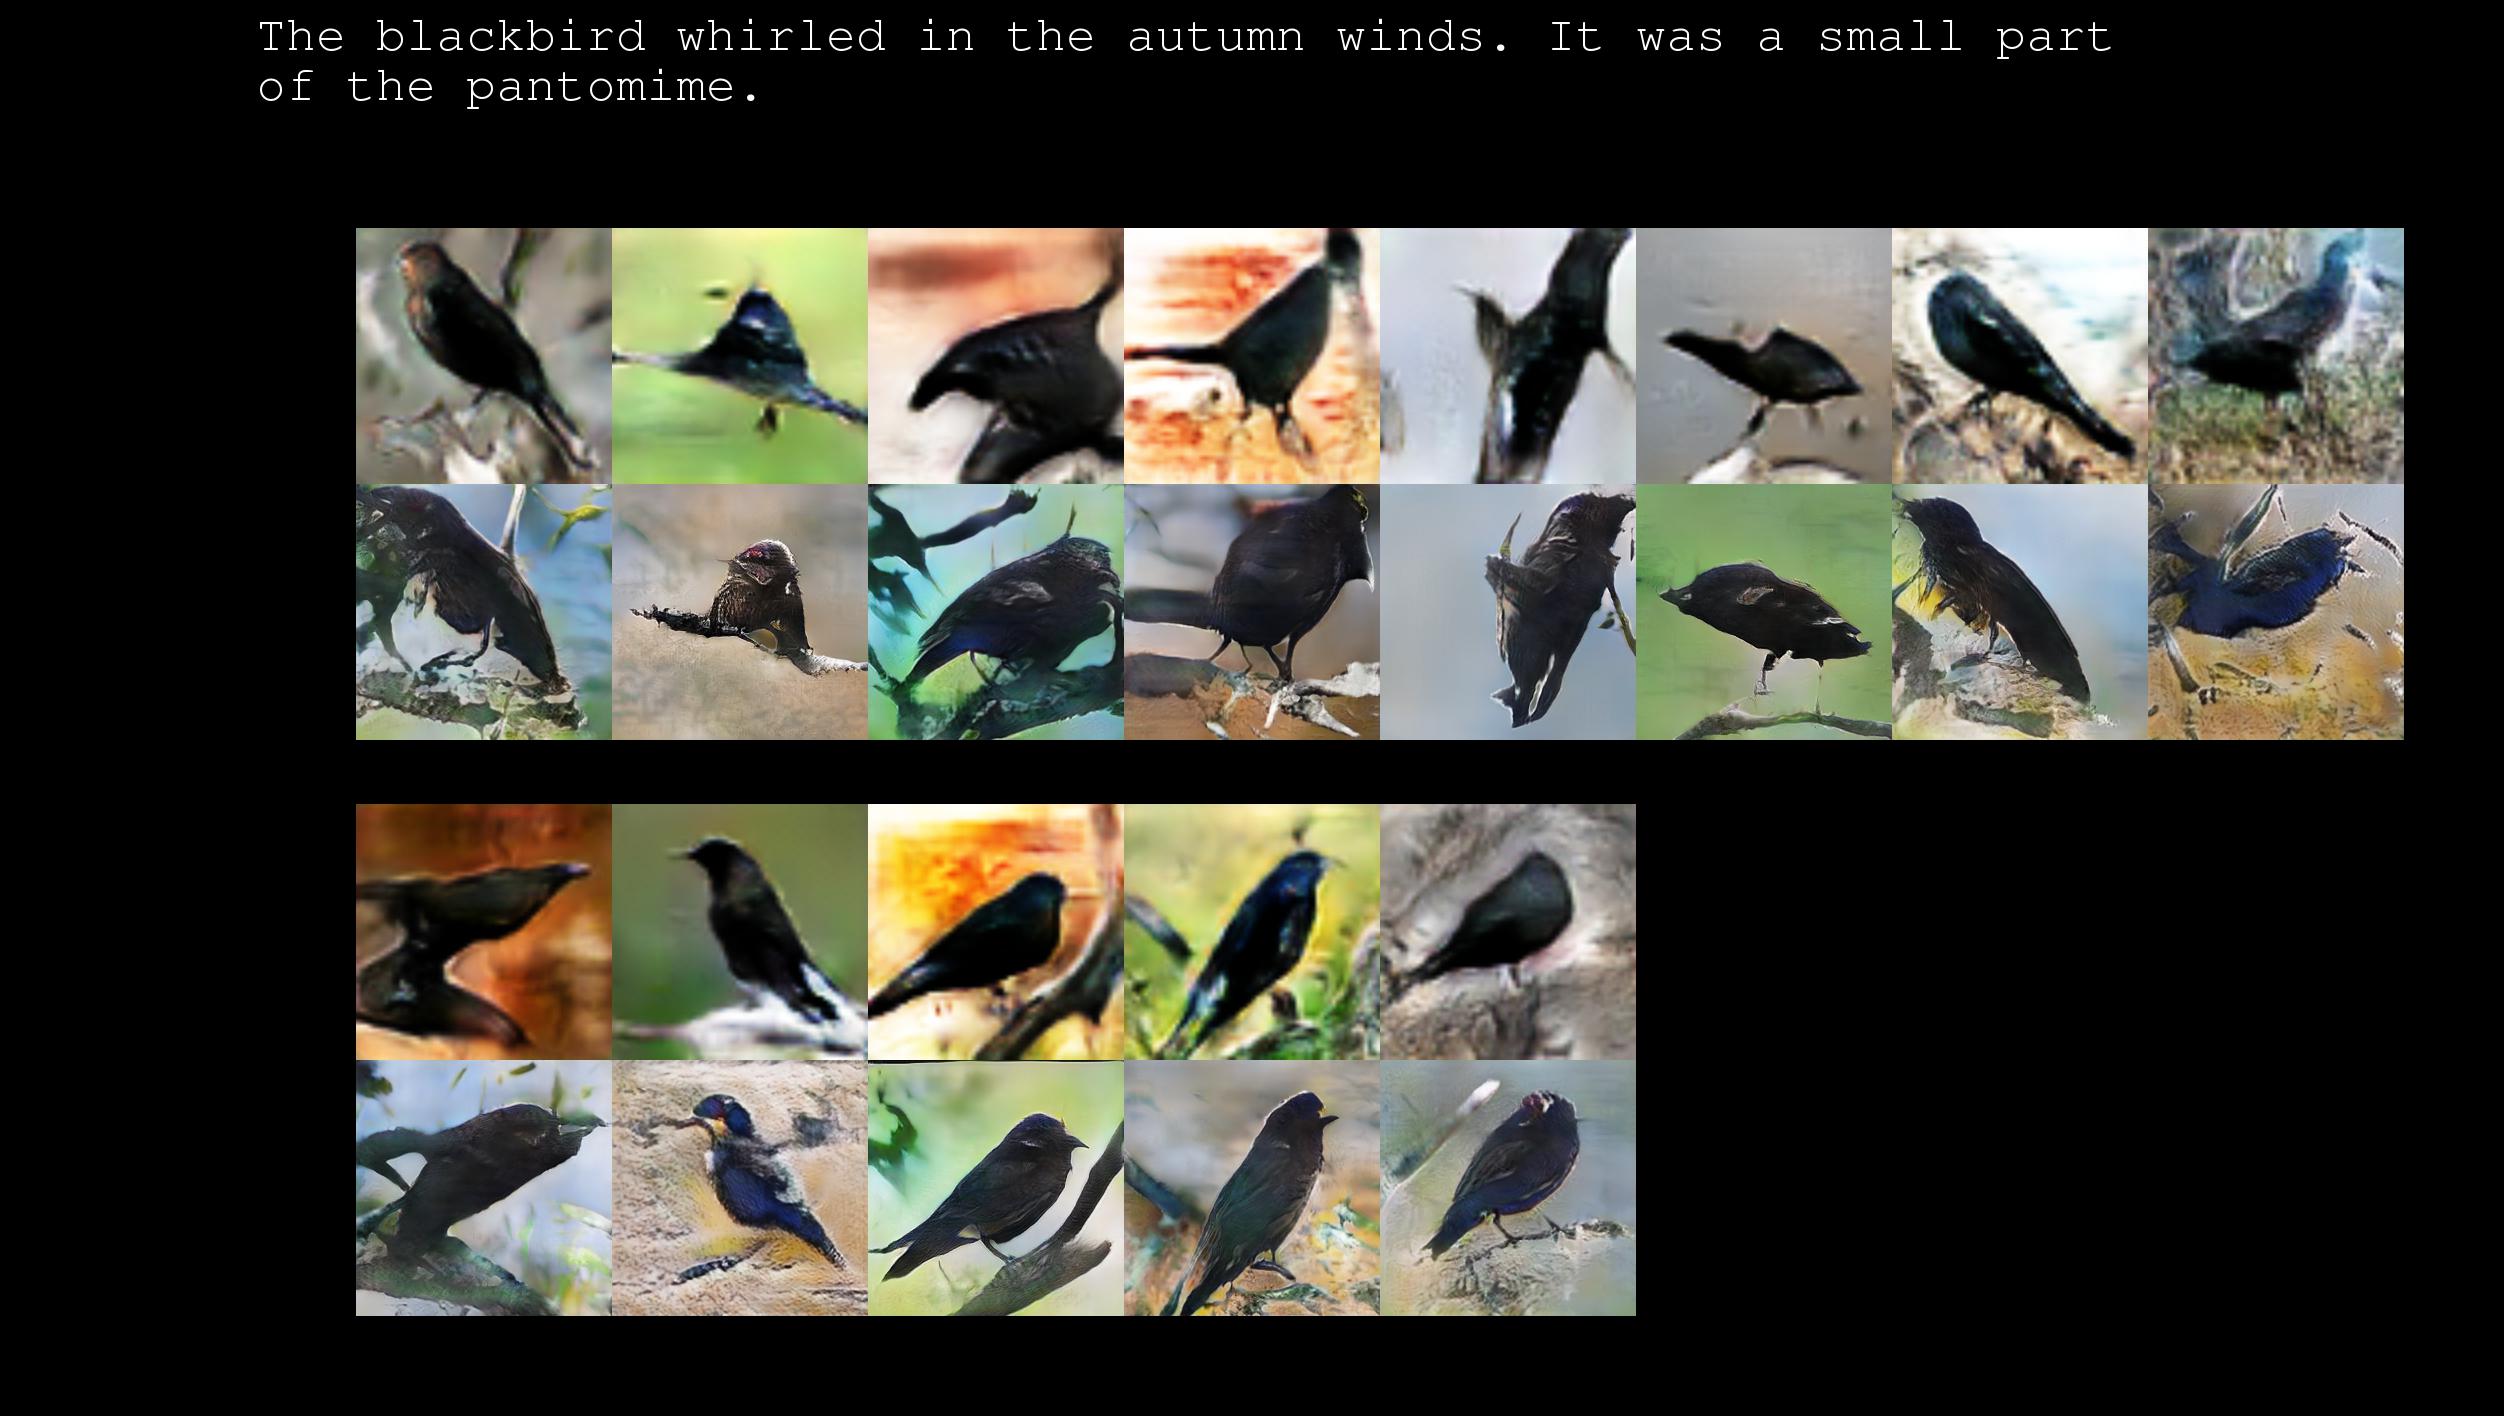 The blackbird whirled in the autumn winds. It was a small part
of the pantomime.